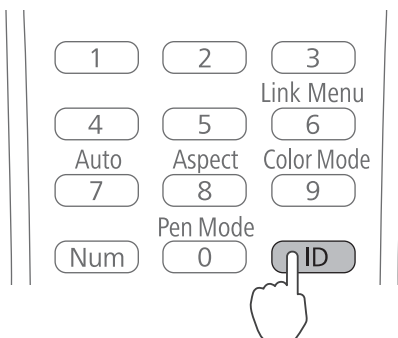 1 2 3
Link Menu
4 5 6
Auto Aspect Color Mode
7 8 9
Pen Mode
Num 0 ID